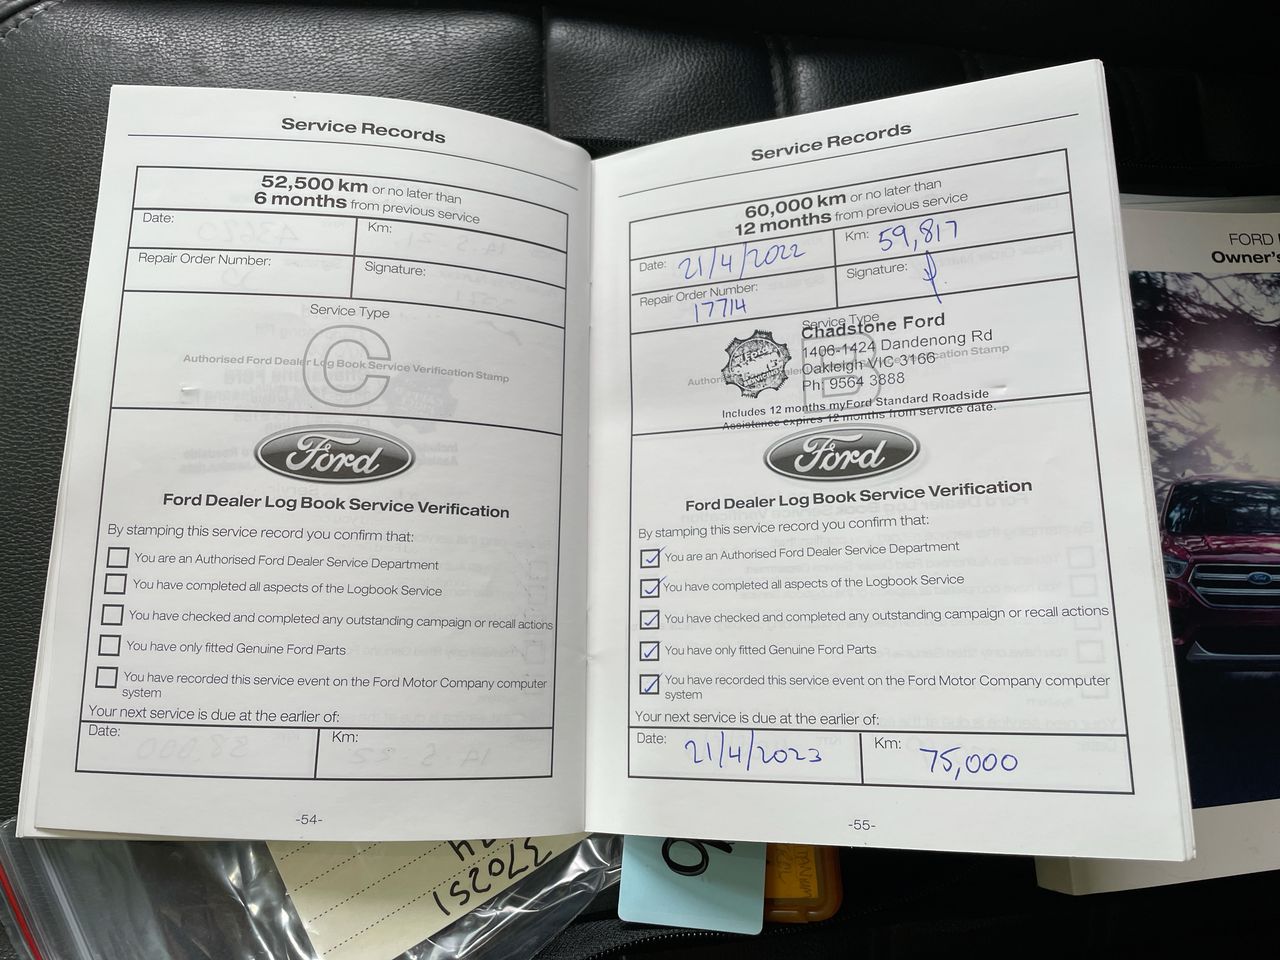 Service Records
52,500 km or no later than
6 months from previous service
Date:
Km:
Repair Order Number:
Signature:
Service Type
C
Authorised Ford Dealer Log Book Service Verification Stamp
Ford
Ford Dealer Log Book Service Verification
By stamping this service record you confirm that:
You are an Authorised Ford Dealer Service Department
You have completed all aspects of the Logbook Service
You have checked and completed any outstanding campaign or recall actions
You have only fitted Genuine Ford Parts
You have recorded this service event on the Ford Motor Company computer
system
Your next service is due at the earlier of:
Date:
Km:
-54-
Service Records
60,000 km or no later than
12 months from previous service
Date: 21/4/2022
Km: 59,817
Repair Order Number:
17714
Signature:
Service Type
B
Chadstone Ford
1406-1424 Dandenong Rd
Oakleigh VIC 3166
Ph: 9564 3888
Includes 12 months myFord Standard Roadside
Assistance expires 12 months from service date.
Ford
Ford Dealer Log Book Service Verification
By stamping this service record you confirm that:
You are an Authorised Ford Dealer Service Department
You have completed all aspects of the Logbook Service
You have checked and completed any outstanding campaign or recall actions
You have only fitted Genuine Ford Parts
You have recorded this service event on the Ford Motor Company computer
system
Your next service is due at the earlier of:
Date: 21/4/2023
Km: 75,000
-55-
FORD
Owner's
370251